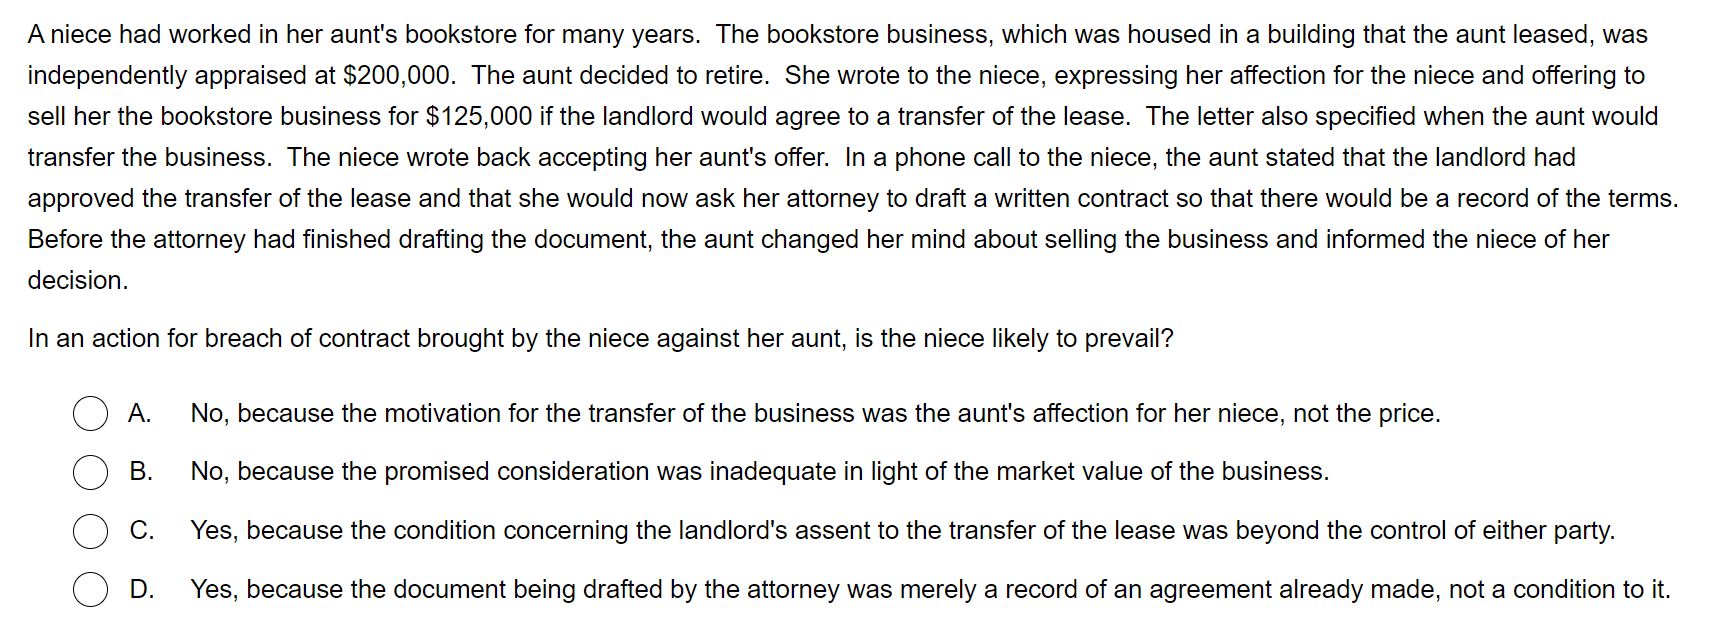 A niece had worked in her aunt's bookstore for many years.  The bookstore business, which was housed in a building that the aunt leased, was
independently appraised at $200,000.  The aunt decided to retire.  She wrote to the niece, expressing her affection for the niece and offering to
sell her the bookstore business for $125,000 if the landlord would agree to a transfer of the lease.  The letter also specified when the aunt would
transfer the business.  The niece wrote back accepting her aunt's offer.  In a phone call to the niece, the aunt stated that the landlord had
approved the transfer of the lease and that she would now ask her attorney to draft a written contract so that there would be a record of the terms.
Before the attorney had finished drafting the document, the aunt changed her mind about selling the business and informed the niece of her
decision.
In an action for breach of contract brought by the niece against her aunt, is the niece likely to prevail?
A. No, because the motivation for the transfer of the business was the aunt's affection for her niece, not the price.
B. No, because the promised consideration was inadequate in light of the market value of the business.
C. Yes, because the condition concerning the landlord's assent to the transfer of the lease was beyond the control of either party.
D. Yes, because the document being drafted by the attorney was merely a record of an agreement already made, not a condition to it.